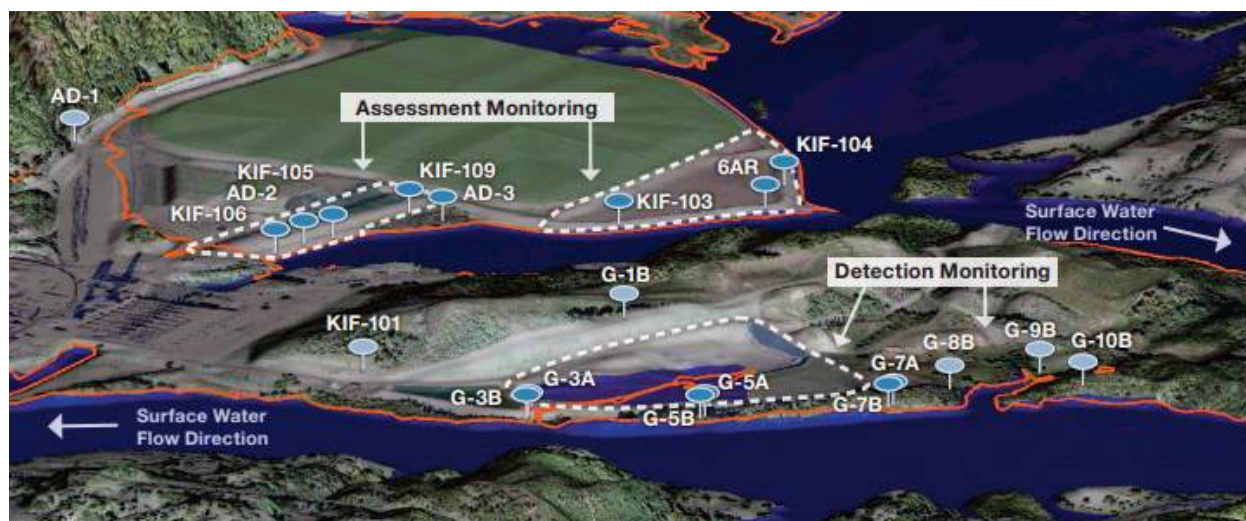 AD-1
Assessment Monitoring
KIF-104
KIF-105
KIF-109
6AR
AD-2
AD-3
KIF-106
KIF-103
Surface Water
Flow Direction
G-1B
Detection Monitoring
KIF-101
G-9B
G-8B
G-10B
G-7A
G-3A
G-5A
G-3B
G-7B
G-5B
Surface Water
Flow Direction